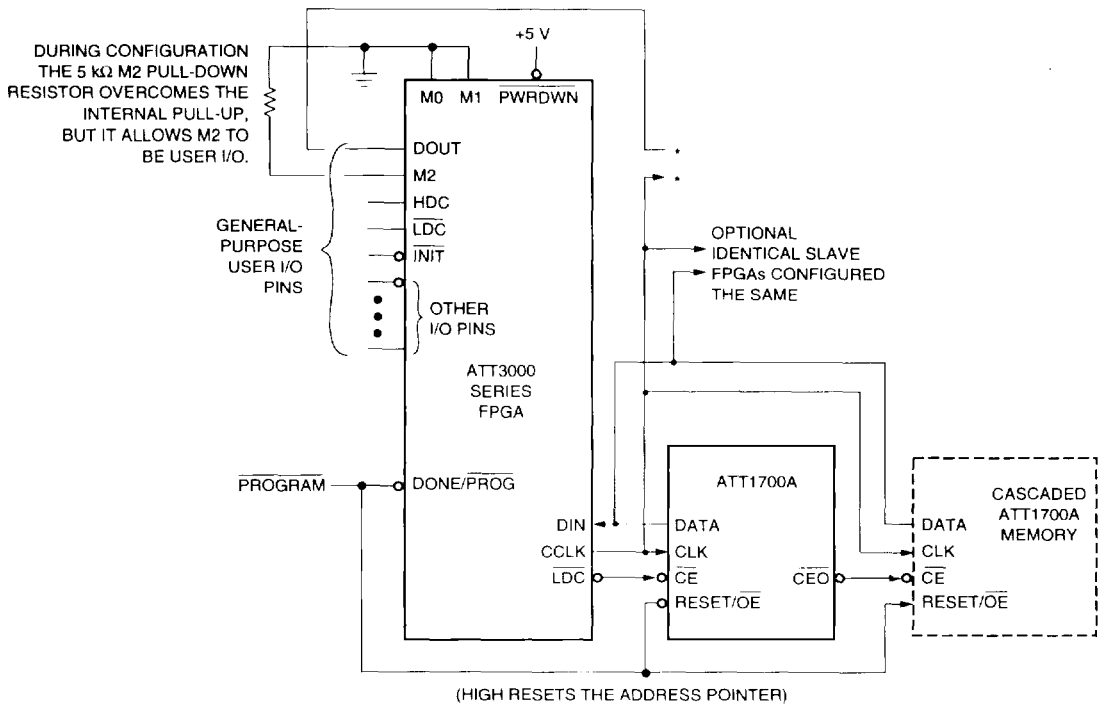 +5 V
DURING CONFIGURATION
THE 5 kΩ M2 PULL-DOWN
RESISTOR OVERCOMES THE
INTERNAL PULL-UP,
BUT IT ALLOWS M2 TO
BE USER I/O.
M0 M1 PWRDWN
DOUT
M2
HDC
LDC
INIT
GENERAL-
PURPOSE
USER I/O
PINS
OTHER
I/O PINS
ATT3000
SERIES
FPGA
*
*
OPTIONAL
IDENTICAL SLAVE
FPGAs CONFIGURED
THE SAME
PROGRAM
DONE/PROG
DIN
CCLK
LDC
ATT1700A
DATA
CLK
CE
RESET/OE
CEO
CASCADED
ATT1700A
MEMORY
DATA
CLK
CE
RESET/OE
(HIGH RESETS THE ADDRESS POINTER)